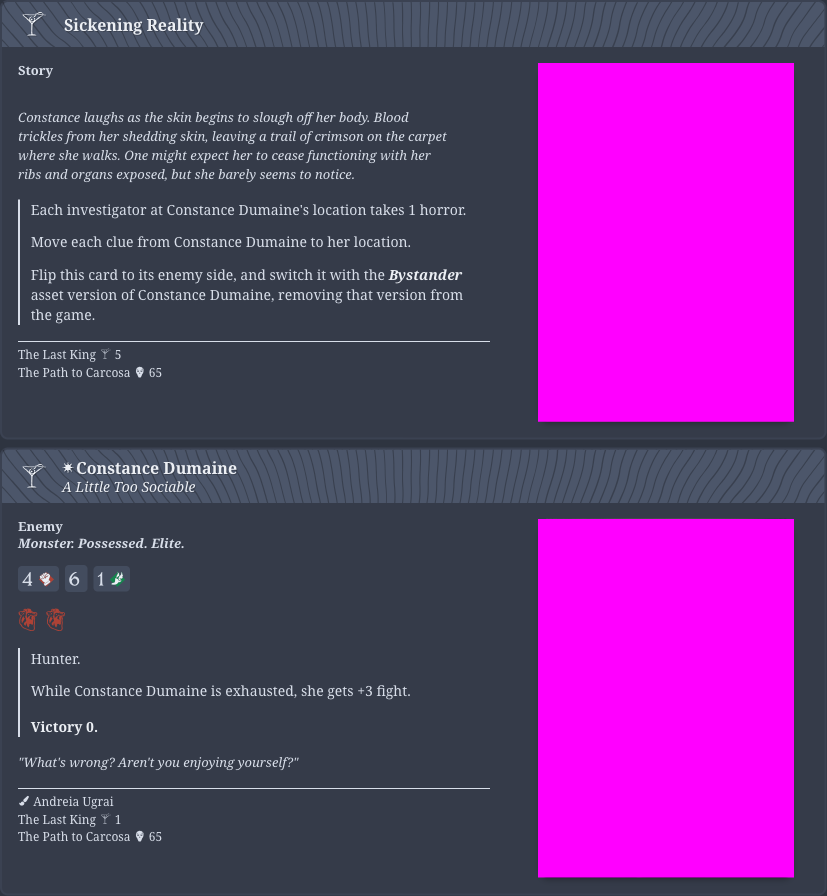 Sickening Reality
Story
Constance laughs as the skin begins to slough off her body. Blood
trickles from her shedding skin, leaving a trail of crimson on the carpet
where she walks. One might expect her to cease functioning with her
ribs and organs exposed, but she barely seems to notice.
Each investigator at Constance Dumaine's location takes 1 horror.
Move each clue from Constance Dumaine to her location.
Flip this card to its enemy side, and switch it with the Bystander
asset version of Constance Dumaine, removing that version from
the game.
The Last King 5
The Path to Carcosa 65
Constance Dumaine
A Little Too Sociable
Enemy
Monster. Possessed. Elite.
4 6 1
Hunter.
While Constance Dumaine is exhausted, she gets +3 fight.
Victory 0.
"What's wrong? Aren't you enjoying yourself?"
Andreia Ugrai
The Last King 1
The Path to Carcosa 65